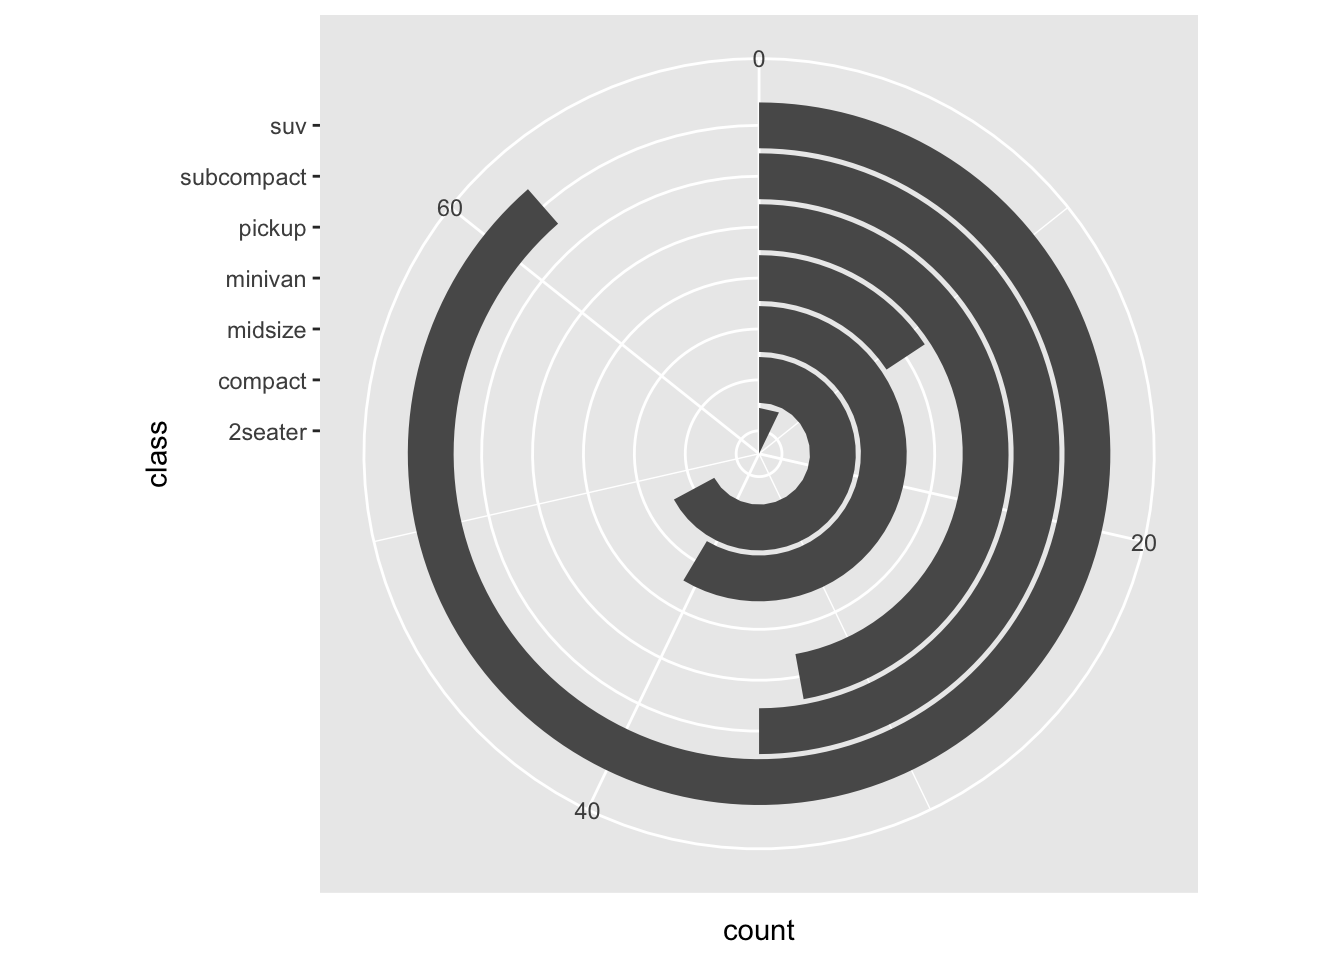 0
suv
subcompact
60
pickup
minivan
midsize
compact
2seater
class
20
40
count